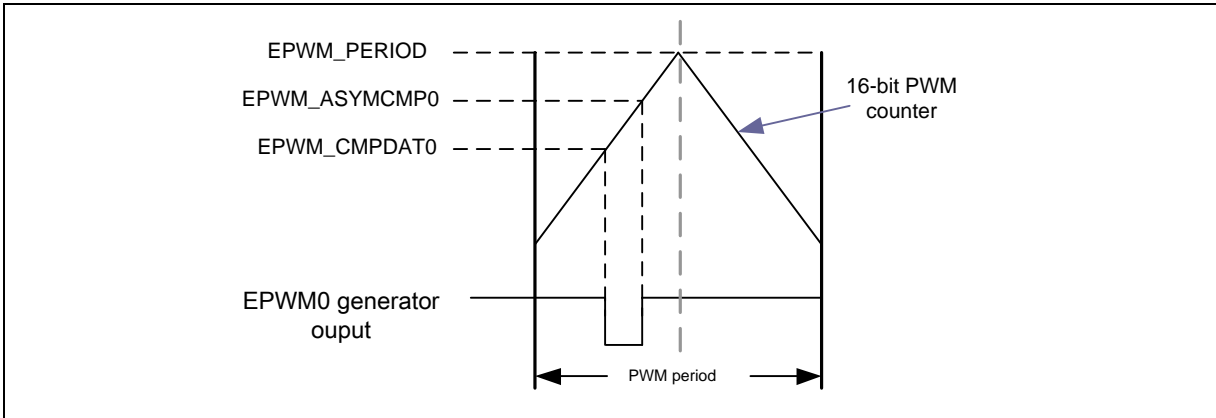 EPWM_PERIOD
EPWM_ASYMCMP0
EPWM_CMPDAT0
16-bit PWM
counter
EPWM0 generator
ouput
PWM period